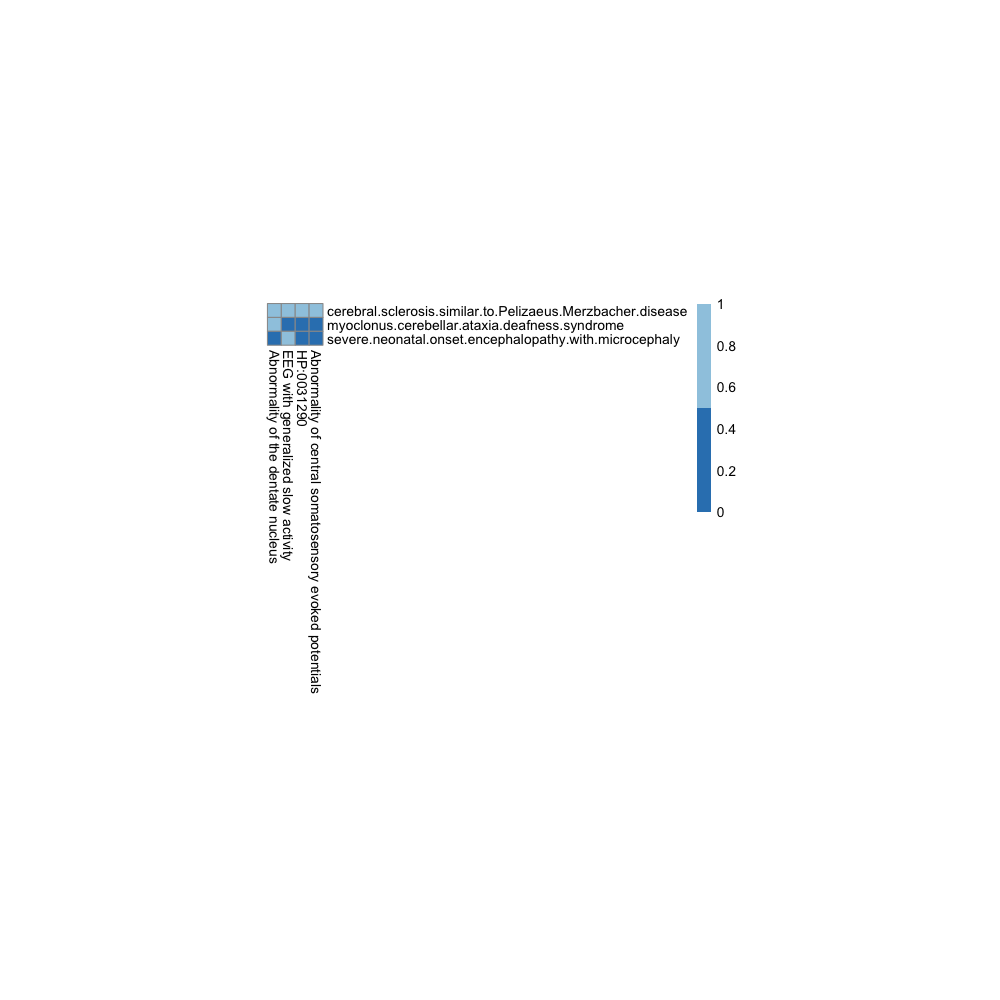 cerebral.sclerosis.similar.to.Pelizaeus.Merzbacher.disease
myoclonus.cerebellar.ataxia.deafness.syndrome
severe.neonatal.onset.encephalopathy.with.microcephaly
Abnormality of the dentate nucleus
EEG with generalized slow activity
HP:0031290
Abnormality of central somatosensory evoked potentials
1
0.8
0.6
0.4
0.2
0